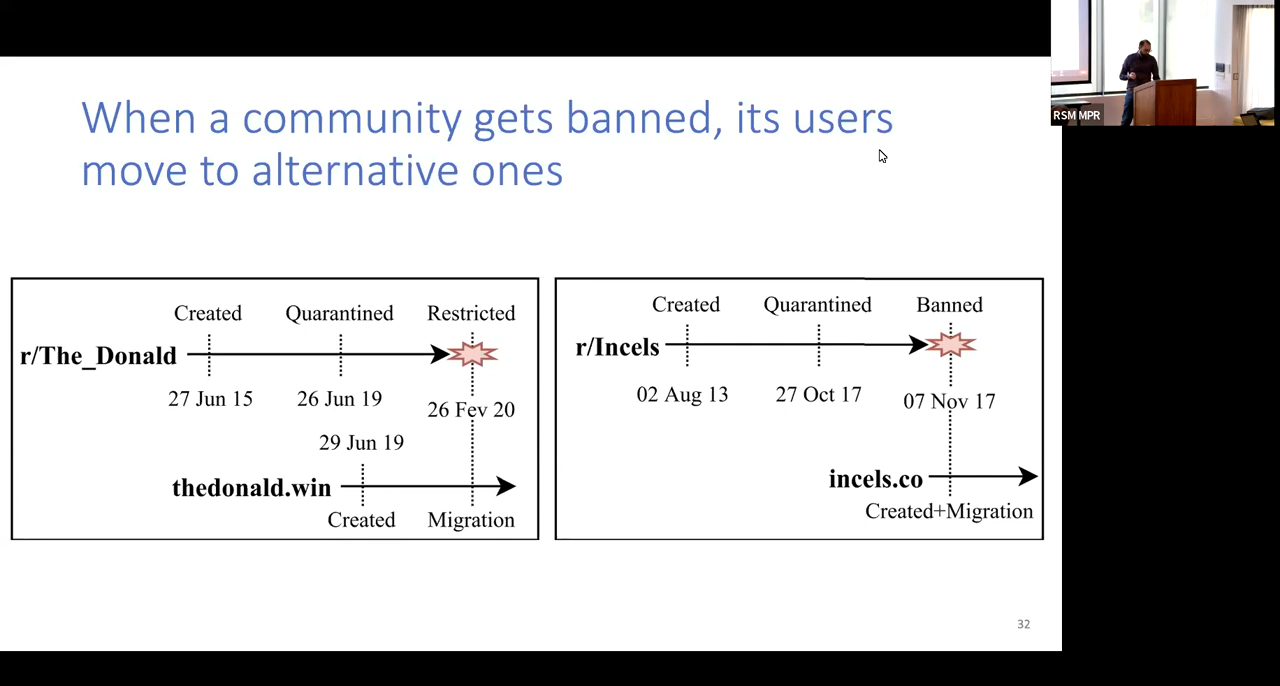 When a community gets banned, its users
move to alternative ones
Created Quarantined Restricted
r/The_Donald
27 Jun 15 26 Jun 19 26 Fev 20
29 Jun 19
thedonald.win
Created Migration
Created Quarantined Banned
r/Incels
02 Aug 13 27 Oct 17 07 Nov 17
incels.co
Created+Migration
32
RSM MPR